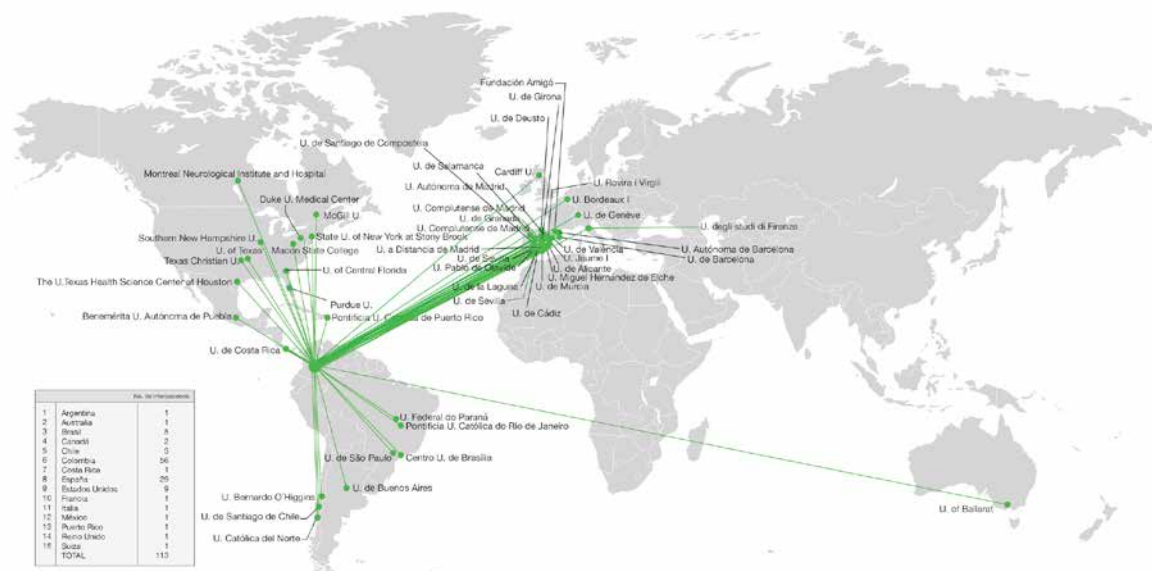 Fundación Amigó
U. de Girona
U. de Deusto
U. de Santiago de Compostela
U. de Salamanca
Cardiff U.
Montreal Neurological Institute and Hospital
U. Autónoma de Madrid
U. Rovira i Virgili
Duke U. Medical Center
U. Bordeaux I
U. Complutense de Madrid
McGill U.
U. de Granada
U. de Genève
U. Complutense de Madrid
U. degli studi di Firenze
Southern New Hampshire U.
State U. of New York at Stony Brook
U. of Texas
Macon State College
U. a Distancia de Madrid
U. de València
U. Autónoma de Barcelona
Texas Christian U.
U. de Sevilla
U. Jaume I
U. de Barcelona
U. of Central Florida
U. Pablo de Olavide
U. de Alicante
U. Miguel Hernández de Elche
The U.Texas Health Science Center at Houston
U. de la Laguna
U. de Murcia
Purdue U.
U. de Sevilla
U. de Cádiz
Benemérita U. Autónoma de Puebla
Pontificia U. Católica de Puerto Rico
U. de Costa Rica
U. Federal do Paraná
Pontificia U. Católica do Rio de Janeiro
U. de São Paulo
Centro U. de Brasília
U. de Buenos Aires
U. Bernardo O'Higgins
U. de Santiago de Chile
U. Católica del Norte
U. of Ballarat
No. de
1 Argentina 1
2 Australia 1
3 Brasil
4 Canadá 2
5 Chile 3
6 Colombia 56
7 Costa Rica 1
8 España 29
9 Estados Unidos 9
10 Francia 1
11 Italia 1
12 México 1
13 Puerto Rico 1
14 Reino Unido 1
15 Suiza 1
TOTAL 113